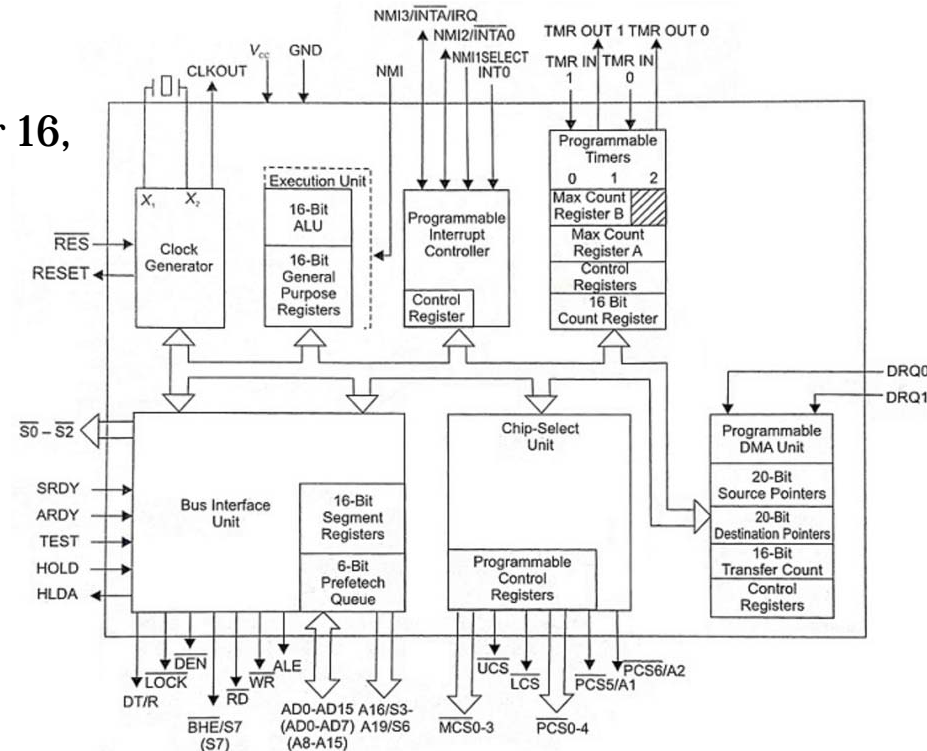 NMI3/INTA/IRQ
NMI2/INTA0
NMI1SELECT
INT0
TMR OUT 1 TMR OUT 0
TMR IN TMR IN
1 0
Vcc
GND
CLKOUT
NMI
r 16,
X1 X2
Clock
Generator
RES
RESET
Execution Unit
16-Bit
ALU
16-Bit
General
Purpose
Registers
Programmable
Interrupt
Controller
Control
Register
Programmable
Timers
0 1 2
Max Count
Register B
Max Count
Register A
Control
Registers
16 Bit
Count Register
DRQ0
DRQ1
S0 – S2
SRDY
ARDY
TEST
HOLD
HLDA
Bus Interface
Unit
16-Bit
Segment
Registers
6-Bit
Prefetech
Queue
Chip-Select
Unit
Programmable
Control
Registers
Programmable
DMA Unit
20-Bit
Source Pointers
20-Bit
Destination Pointers
16-Bit
Transfer Count
Control
Registers
DT/R
LOCK
DEN
BHE/S7
(S7)
RD
WR
ALE
AD0-AD15
(AD0-AD7)
(A8-A15)
A16/S3-
A19/S6
MCS0-3
UCS
LCS
PCS0-4
PCS5/A1
PCS6/A2